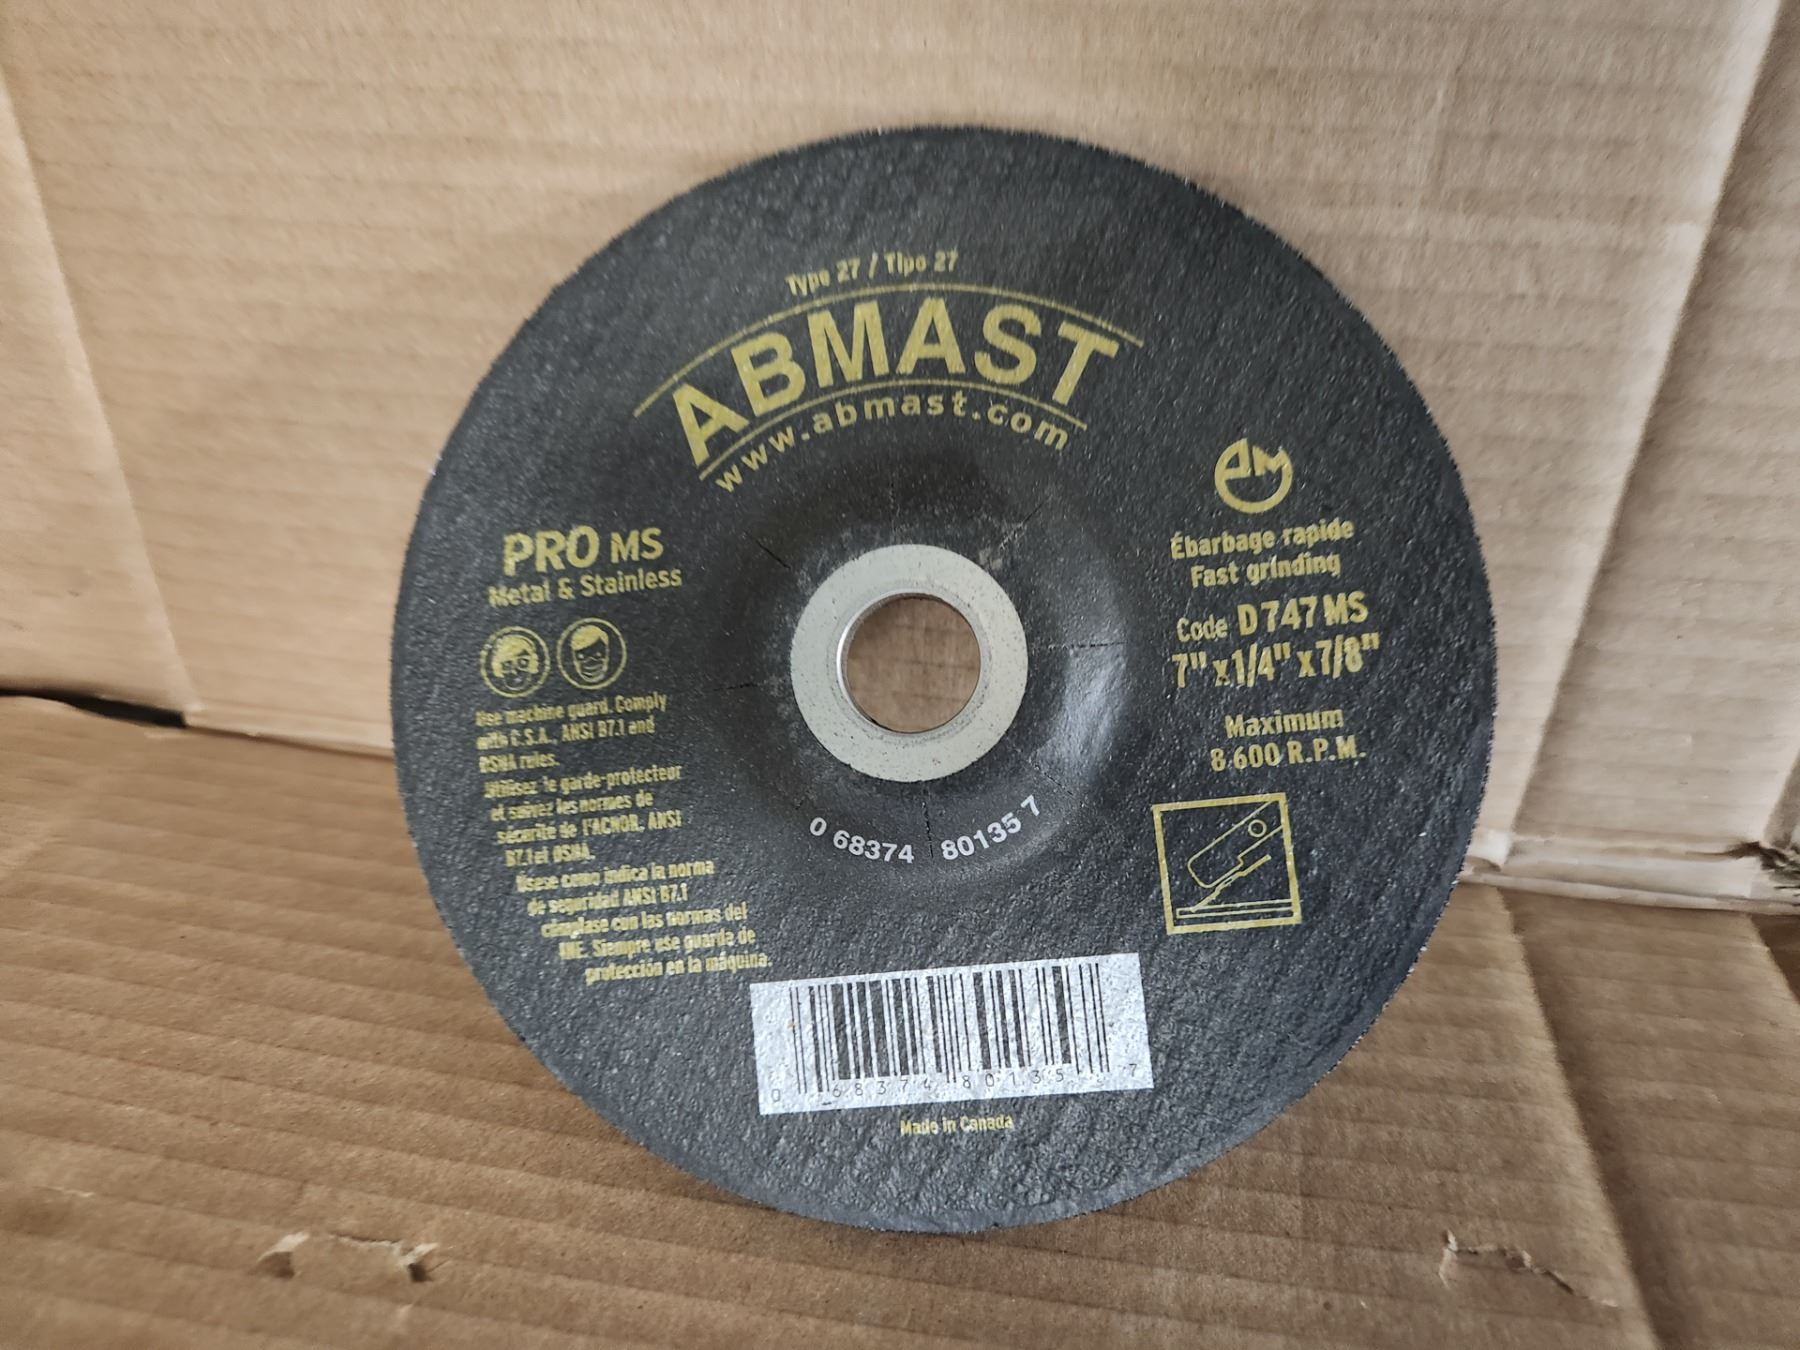 Type 27 / Tipo 27
ABMAST
www.abmast.com
PRO MS
Metal & Stainless
Use machine guard. Comply
with C.S.A., ANSI B7.1 and
OSHA rules.
Utilisez le garde-protecteur
et suivez les normes de
sécurité de l'ACNOR, ANSI
B7.1 et OSHA.
Úsese como indica la norma
de seguridad ANSI B7.1
cúmplase con las normas del
Siempre use guarda de
protección en la máquina.
Ébarbage rapide
Fast grinding
Code D747MS
7" x 1/4" x 7/8"
Maximum
8 600 R.P.M.
0 68374 80135 7
0 68374 80135 7
Made in Canada